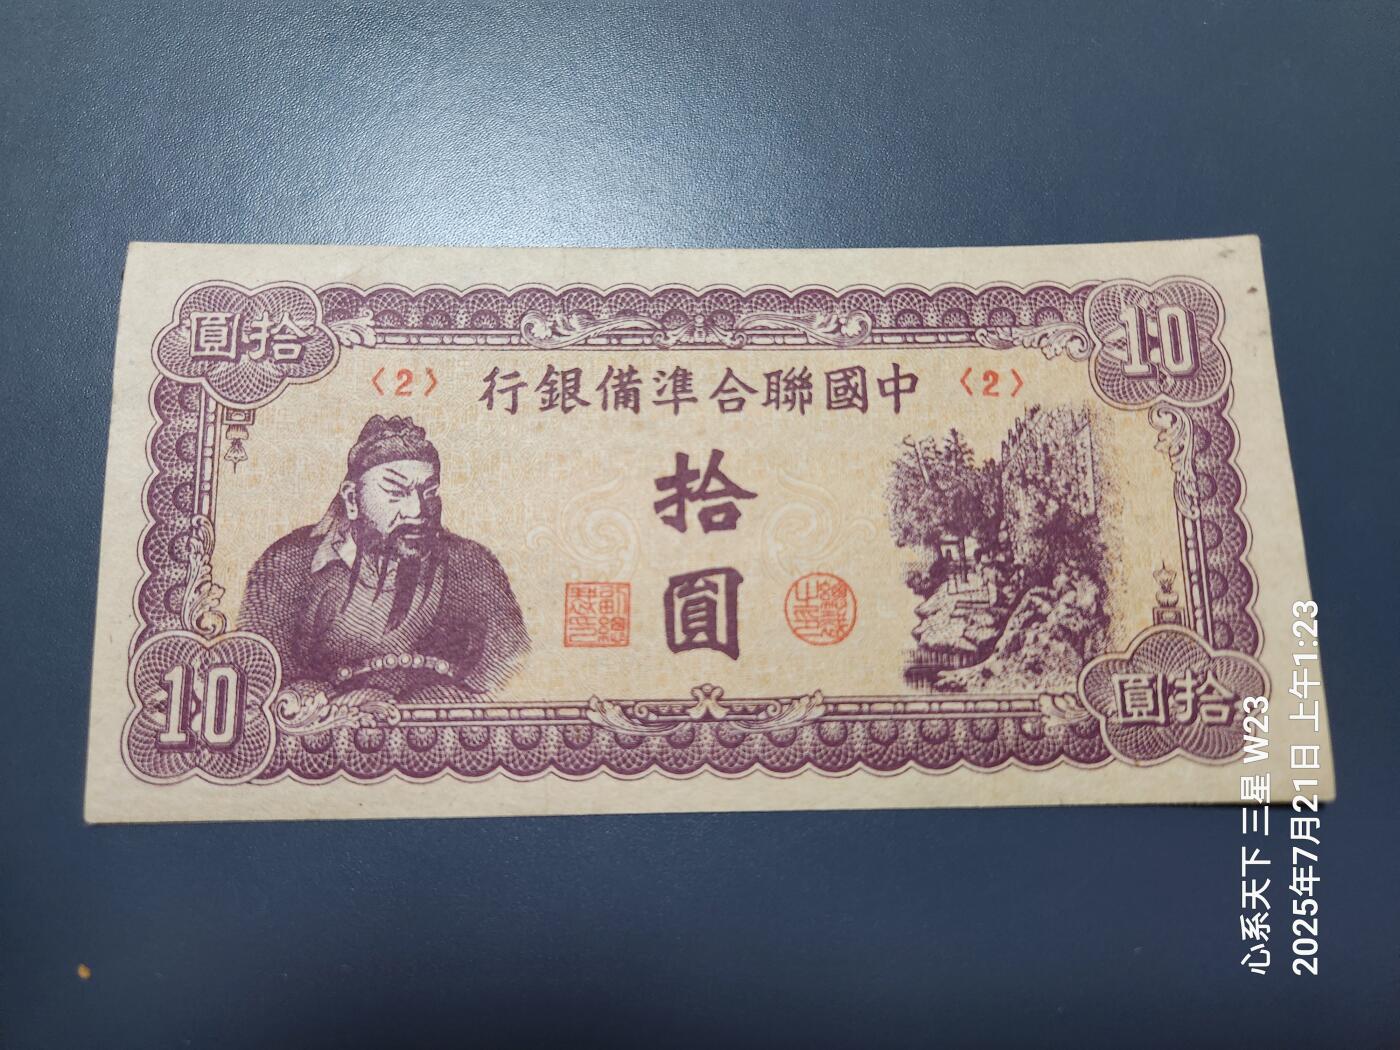 圓拾
10
〈2〉 行銀備準合聯國中 〈2〉
拾
圓
10
圓拾
心系天下 三星 W23
2025年7月21日 上午1:23